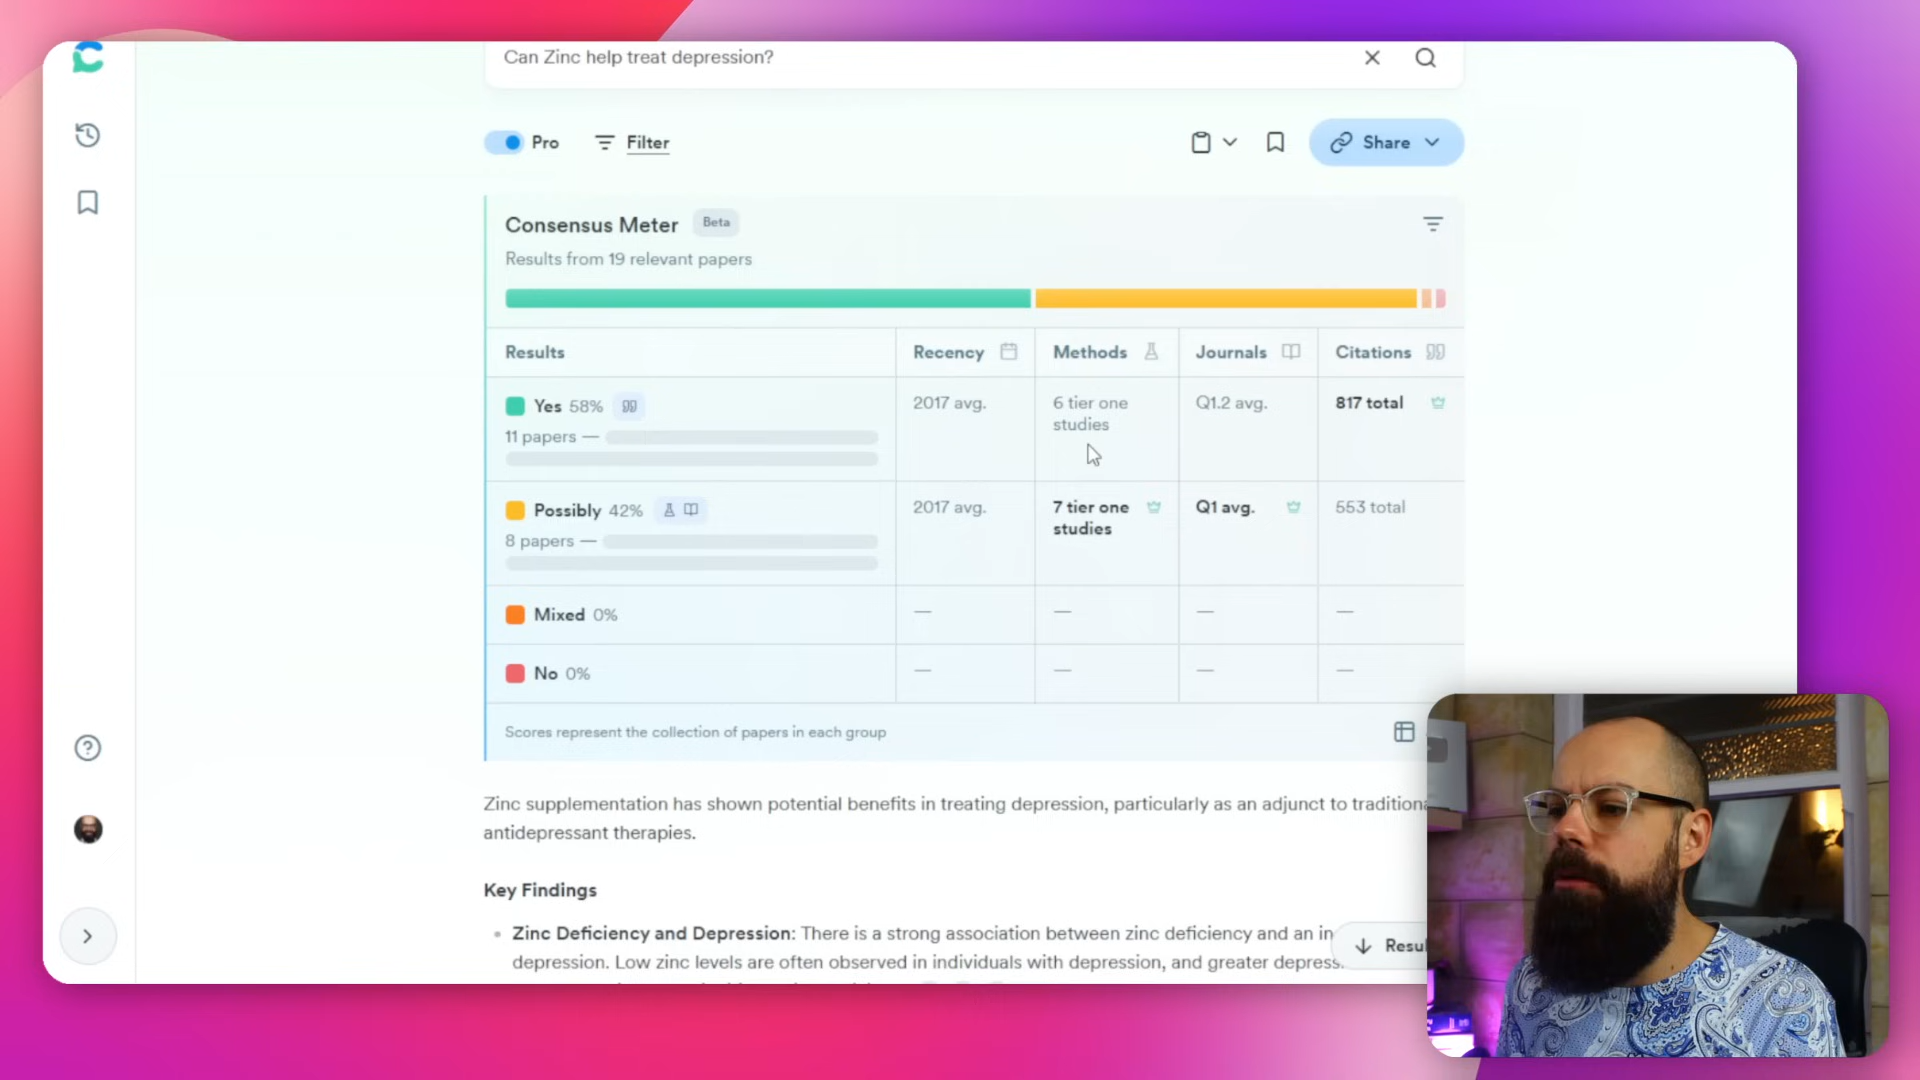 Can Zinc help treat depression?
Pro
Filter
Share
Consensus Meter
Beta
Results from 19 relevant papers
Results
Recency
Methods
Journals
Citations
Yes 58%
11 papers —
2017 avg.
6 tier one
studies
Q1.2 avg.
817 total
Possibly 42%
8 papers —
2017 avg.
7 tier one
studies
Q1 avg.
553 total
Mixed 0%
—
—
—
—
No 0%
—
—
—
—
Scores represent the collection of papers in each group
Zinc supplementation has shown potential benefits in treating depression, particularly as an adjunct to
antidepressant therapies.
Key Findings
Zinc Deficiency and Depression: There is a strong association between zinc deficiency and an
depression. Low zinc levels are often observed in individuals with depression, and greater